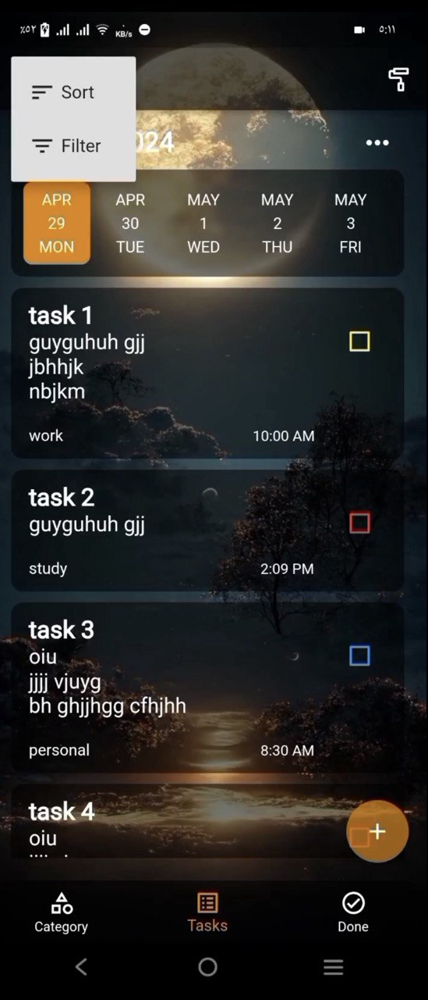 ٪٥٢
KB/s
٥:١١
Sort
Filter
024
APR
29
MON
APR
30
TUE
MAY
1
WED
MAY
2
THU
MAY
3
FRI
task 1
guyguhuh gjj
jbhhjk
nbjkm
work
10:00 AM
task 2
guyguhuh gjj
study
2:09 PM
task 3
oiu
jjjj vjuyg
bh ghjjhgg cfhjhh
personal
8:30 AM
task 4
oiu
Category
Tasks
Done